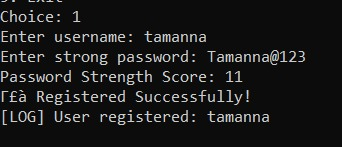 Choice: 1
Enter username: tamanna
Enter strong password: Tamanna@123
Password Strength Score: 11
Γ£à Registered Successfully!
[LOG] User registered: tamanna